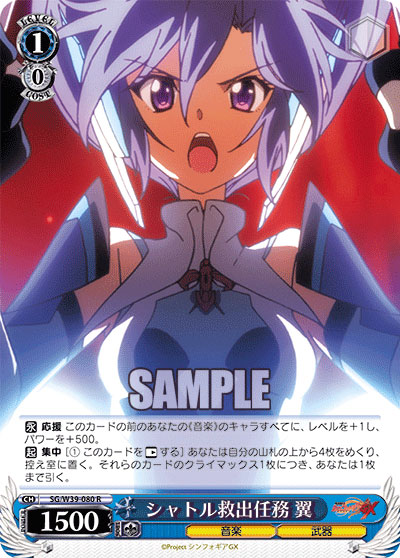 LEVEL
1
0
COST
SAMPLE
永 応援 このカードの前のあなたの《音楽》のキャラすべてに、レベルを+1し、
パワーを+500。
起 集中 [① このカードを する] あなたは自分の山札の上から4枚をめくり、
控え室に置く。それらのカードのクライマックス1枚につき、あなたは1枚
まで引く。
CH SG/W39-080 R
1500
シャトル救出任務 翼
音楽
武器
©Project シンフォギアGX